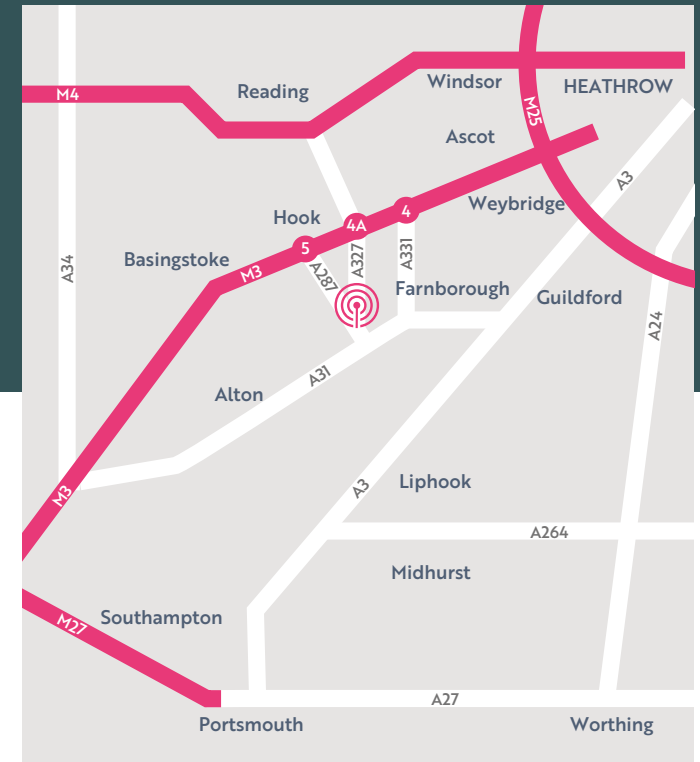 M4
Reading
Windsor
HEATHROW
M25
Ascot
A3
Weybridge
Hook
4
4A
5
Basingstoke
M3
A34
A287
A327
A331
Farnborough
Guildford
A24
A31
Alton
M3
A3
Liphook
A264
Midhurst
Southampton
M27
A27
Portsmouth
Worthing